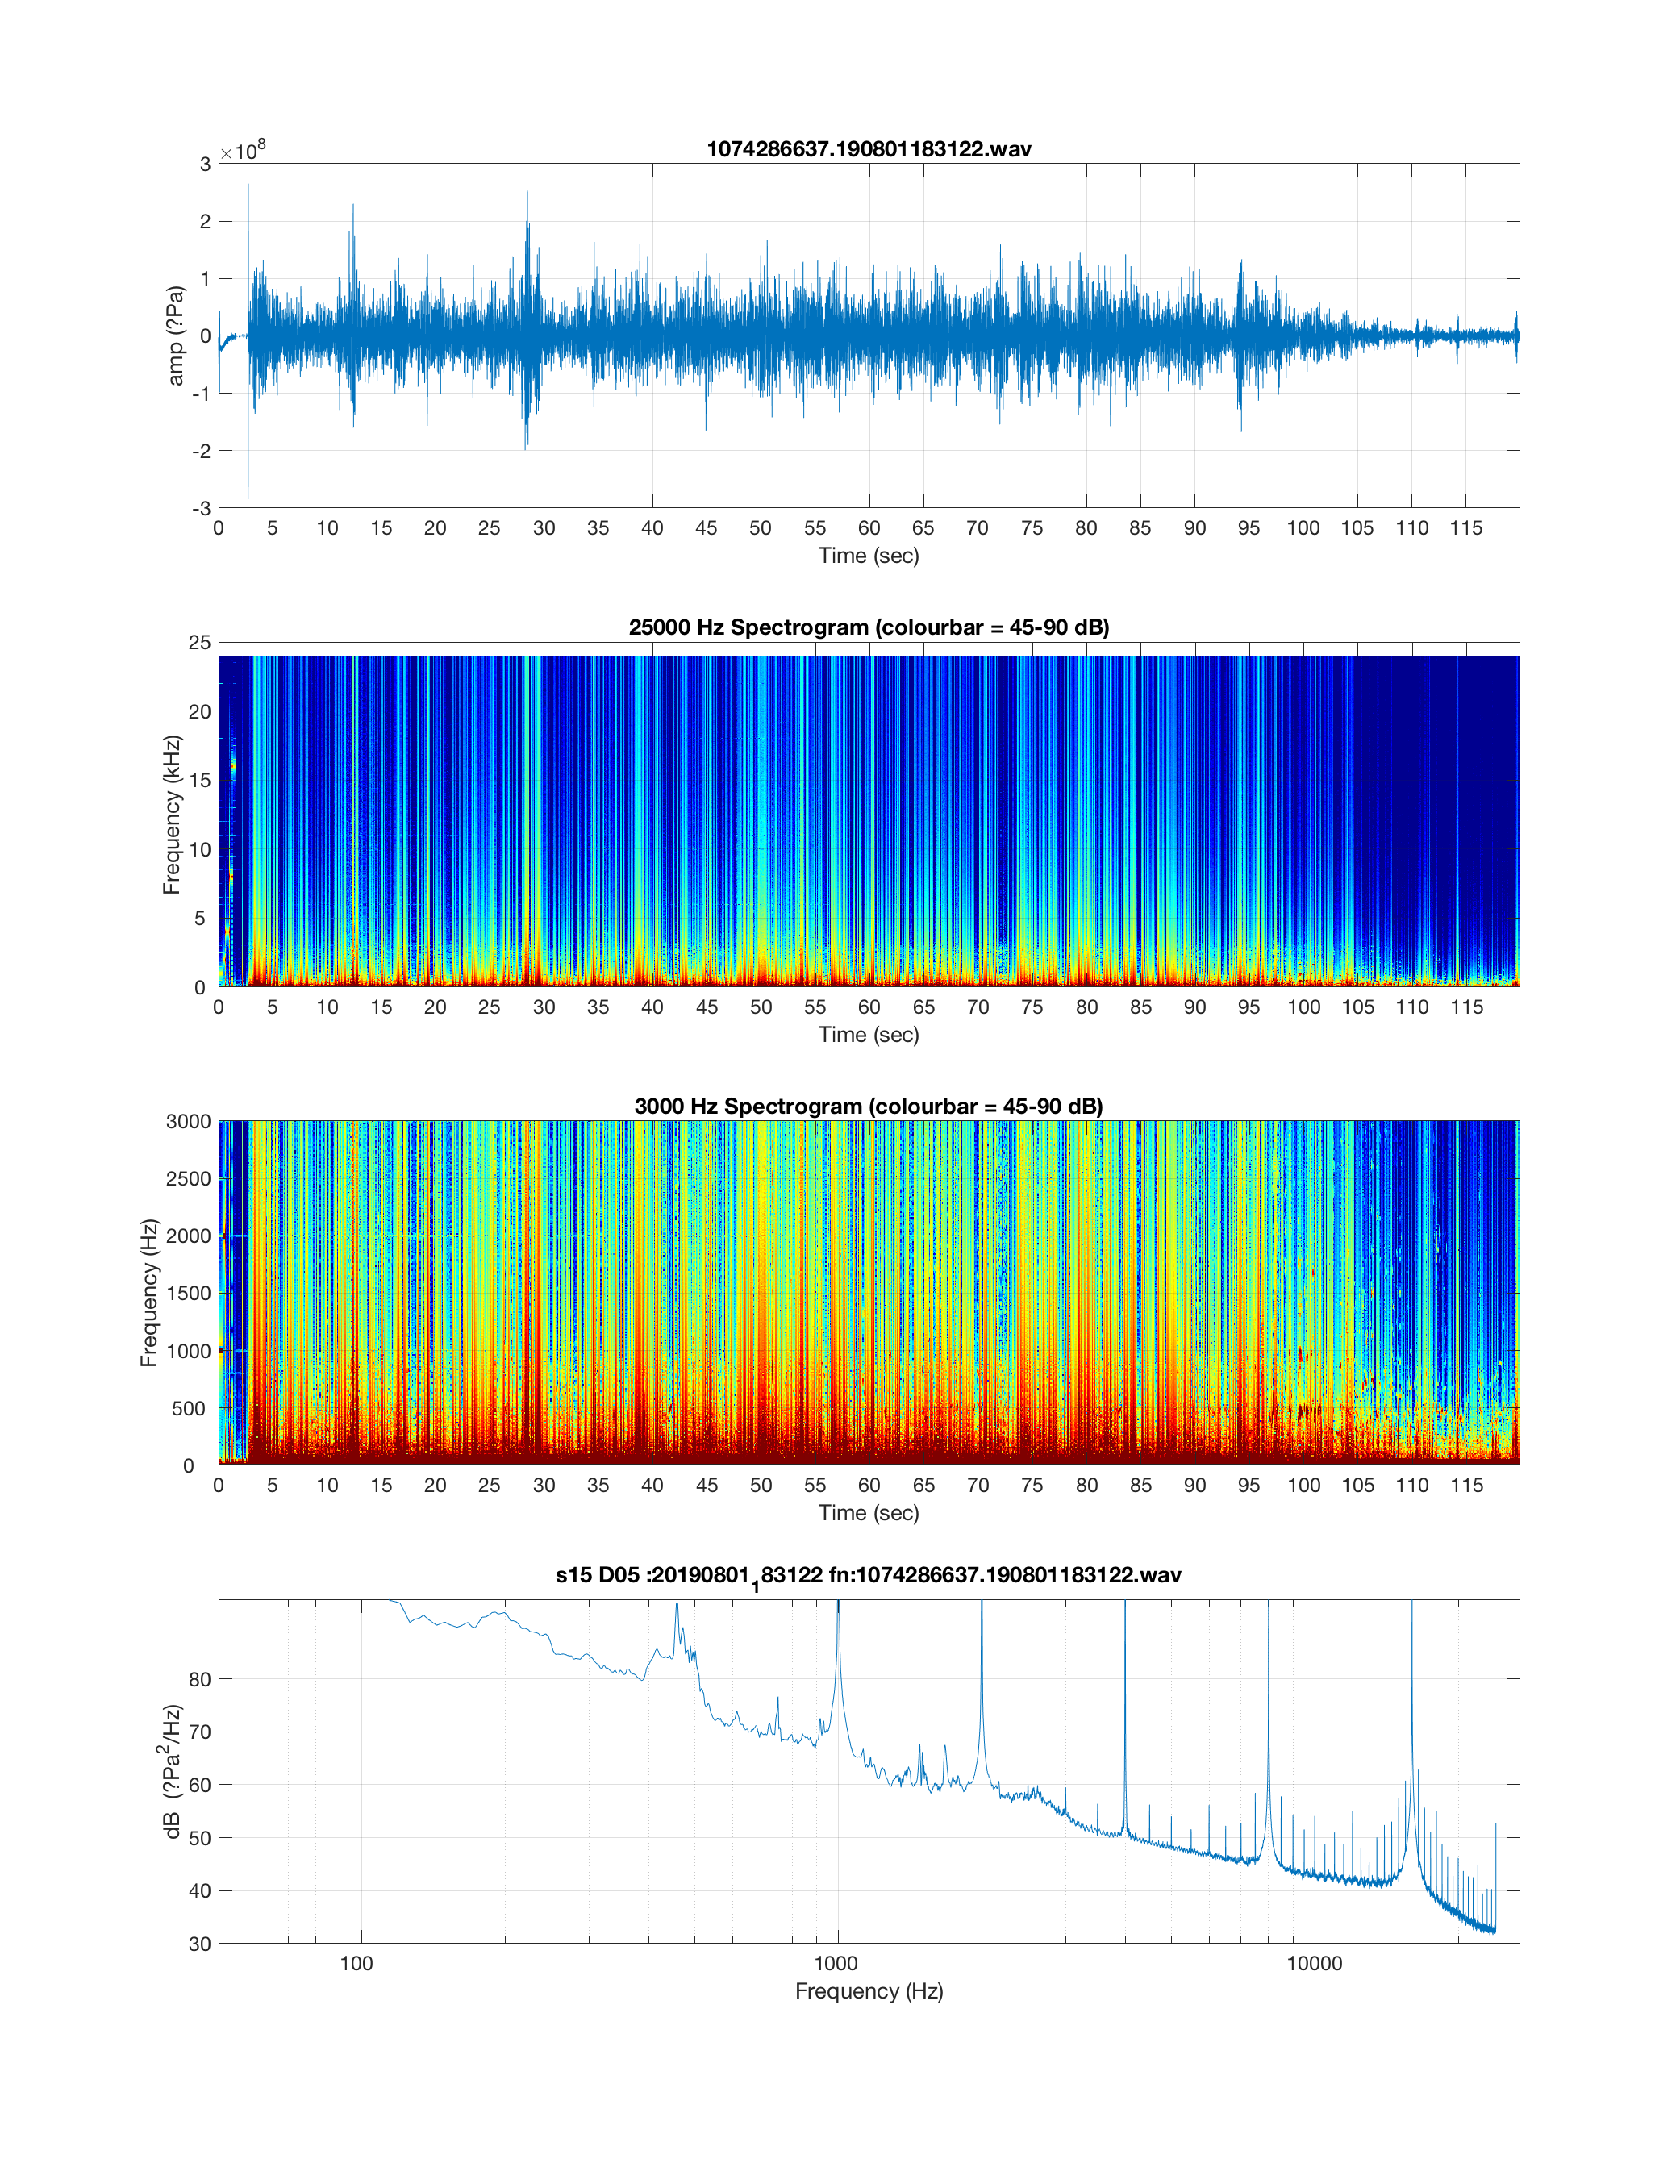 1074286637.190801183122.wav
×10⁸
3
2
1
0
-1
-2
-3
amp (?Pa)
0 5 10 15 20 25 30 35 40 45 50 55 60 65 70 75 80 85 90 95 100 105 110 115
Time (sec)
25000 Hz Spectrogram (colourbar = 45-90 dB)
25
20
15
10
5
0
Frequency (kHz)
0 5 10 15 20 25 30 35 40 45 50 55 60 65 70 75 80 85 90 95 100 105 110 115
Time (sec)
3000 Hz Spectrogram (colourbar = 45-90 dB)
3000
2500
2000
1500
1000
500
0
Frequency (Hz)
0 5 10 15 20 25 30 35 40 45 50 55 60 65 70 75 80 85 90 95 100 105 110 115
Time (sec)
s15 D05 :20190801₁83122 fn:1074286637.190801183122.wav
80
70
60
50
40
30
dB (?Pa²/Hz)
100 1000 10000
Frequency (Hz)